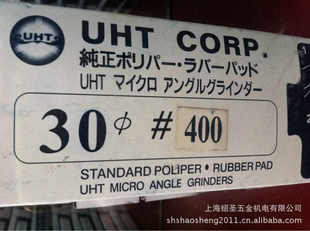 UHT
UHT CORP.
純正ポリパー・ラバーパッド
UHT マイクロ アングルグラインダー
30φ # 400
STANDARD POLIPER • RUBBER PAD
UHT MICRO ANGLE GRINDERS
上海绍圣五金机电有限公司
shshaosheng2011.cn.alibaba.com